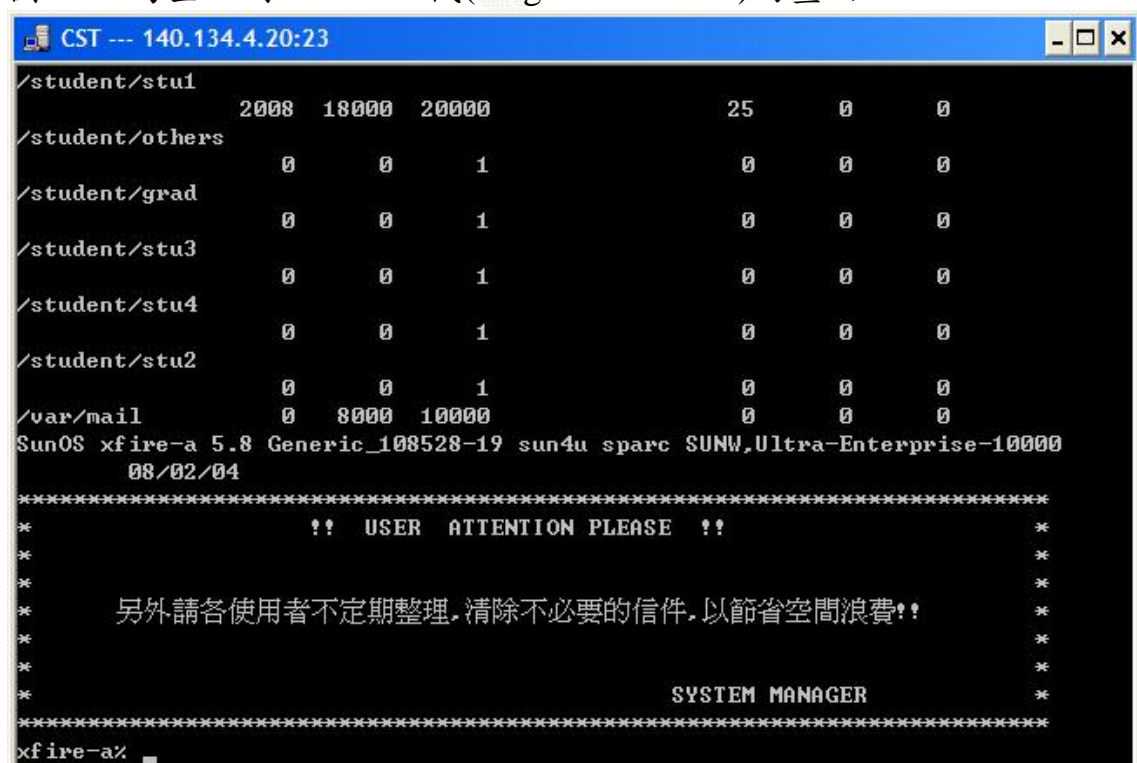 CST --- 140.134.4.20:23
/student/stu1
2008 18000 20000 25 0 0
/student/others
0 0 1 0 0 0
/student/grad
0 0 1 0 0 0
/student/stu3
0 0 1 0 0 0
/student/stu4
0 0 1 0 0 0
/student/stu2
0 0 1 0 0 0
/var/mail 0 8000 10000 0 0 0
SunOS xfire-a 5.8 Generic_108528-19 sun4u sparc SUNW,Ultra-Enterprise-10000
08/02/04
**************************************************************************
* !! USER ATTENTION PLEASE !! *
* *
* *
* 另外請各使用者不定期整理,清除不必要的信件,以節省空間浪費!! *
* *
* *
* SYSTEM MANAGER *
**************************************************************************
xfire-a% _